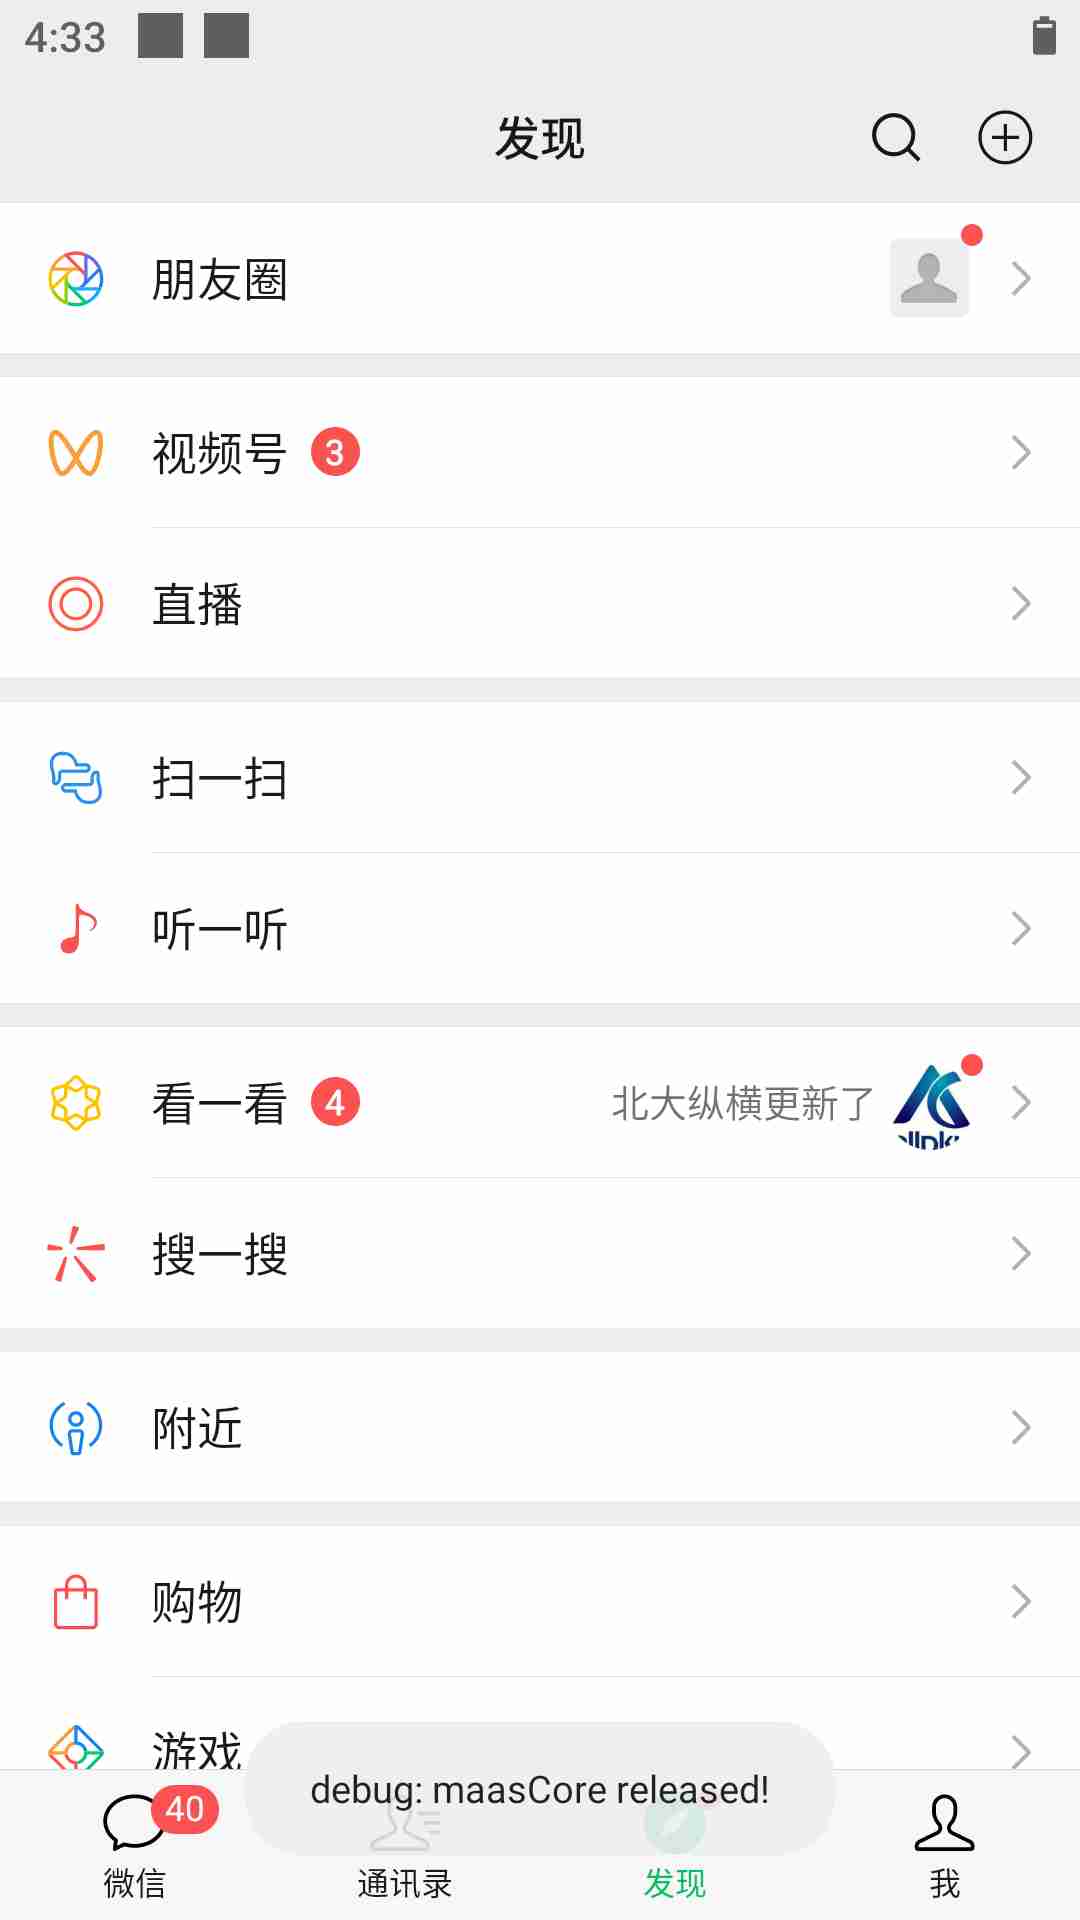 4:33
发现
朋友圈
视频号 3
直播
扫一扫
听一听
看一看 4 北大纵横更新了
搜一搜
附近
购物
游戏
debug: maasCore released!
40
微信 通讯录 发现 我